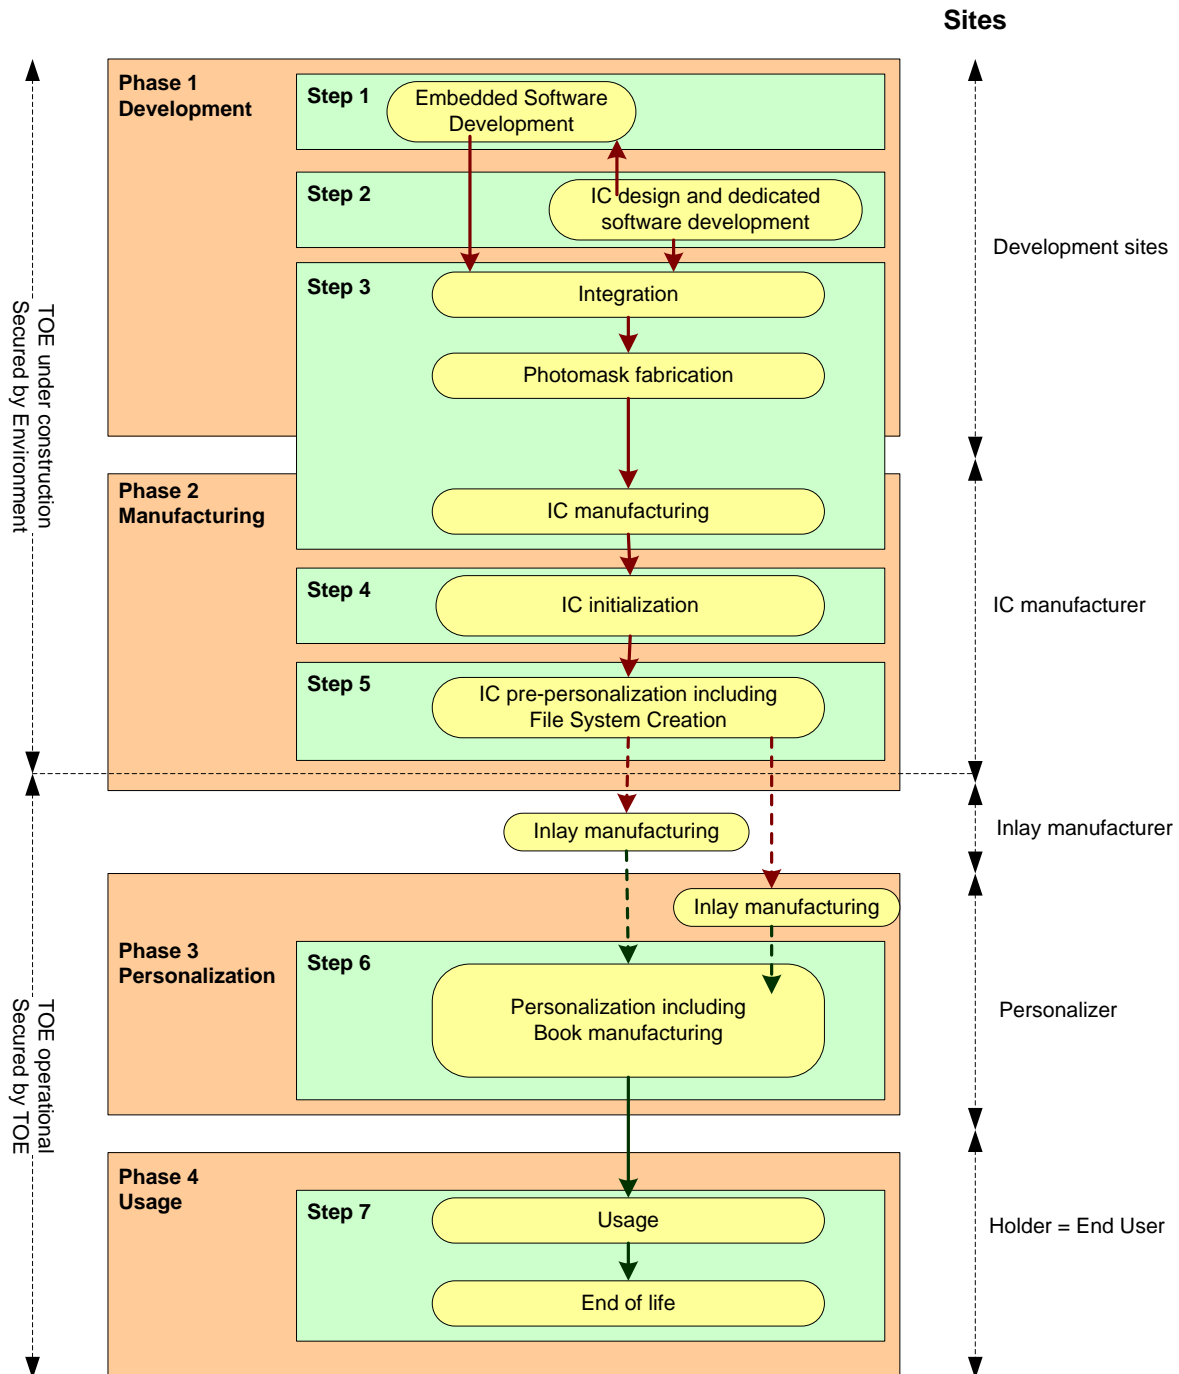 Sites
Phase 1
Development
Step 1
Embedded Software
Development
Step 2
IC design and dedicated
software development
Development sites
Step 3
Integration
Photomask fabrication
TOE under construction
Secured by Environment
Phase 2
Manufacturing
IC manufacturing
Step 4
IC initialization
IC manufacturer
Step 5
IC pre-personalization including
File System Creation
Inlay manufacturing
Inlay manufacturer
Inlay manufacturing
Phase 3
Personalization
Step 6
Personalization including
Book manufacturing
Personalizer
TOE operational
Secured by TOE
Phase 4
Usage
Step 7
Usage
Holder = End User
End of life